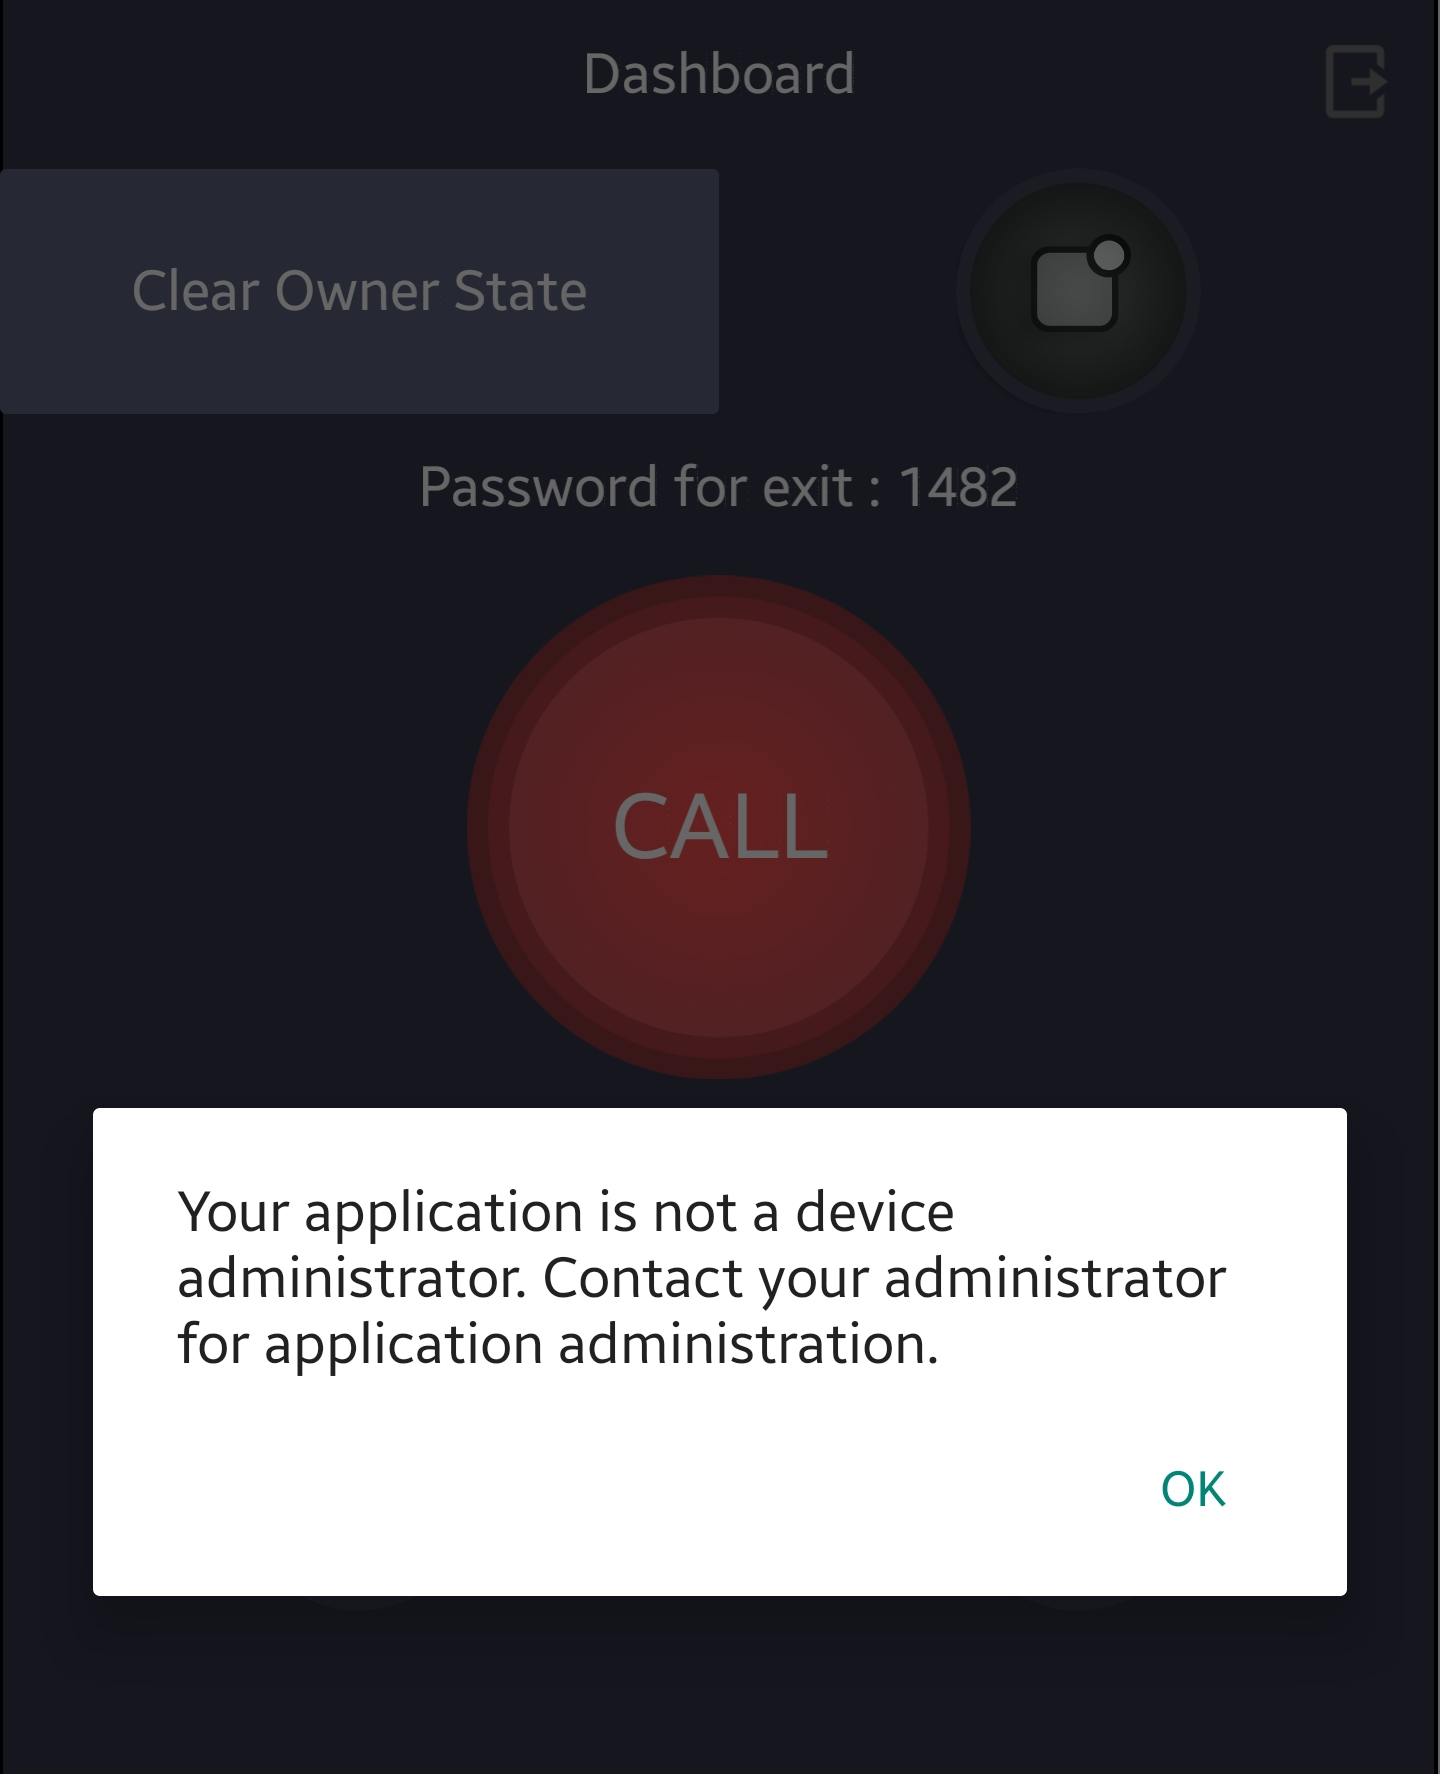 Dashboard
Clear Owner State
Password for exit : 1482
CALL
Your application is not a device
administrator. Contact your administrator
for application administration.
OK